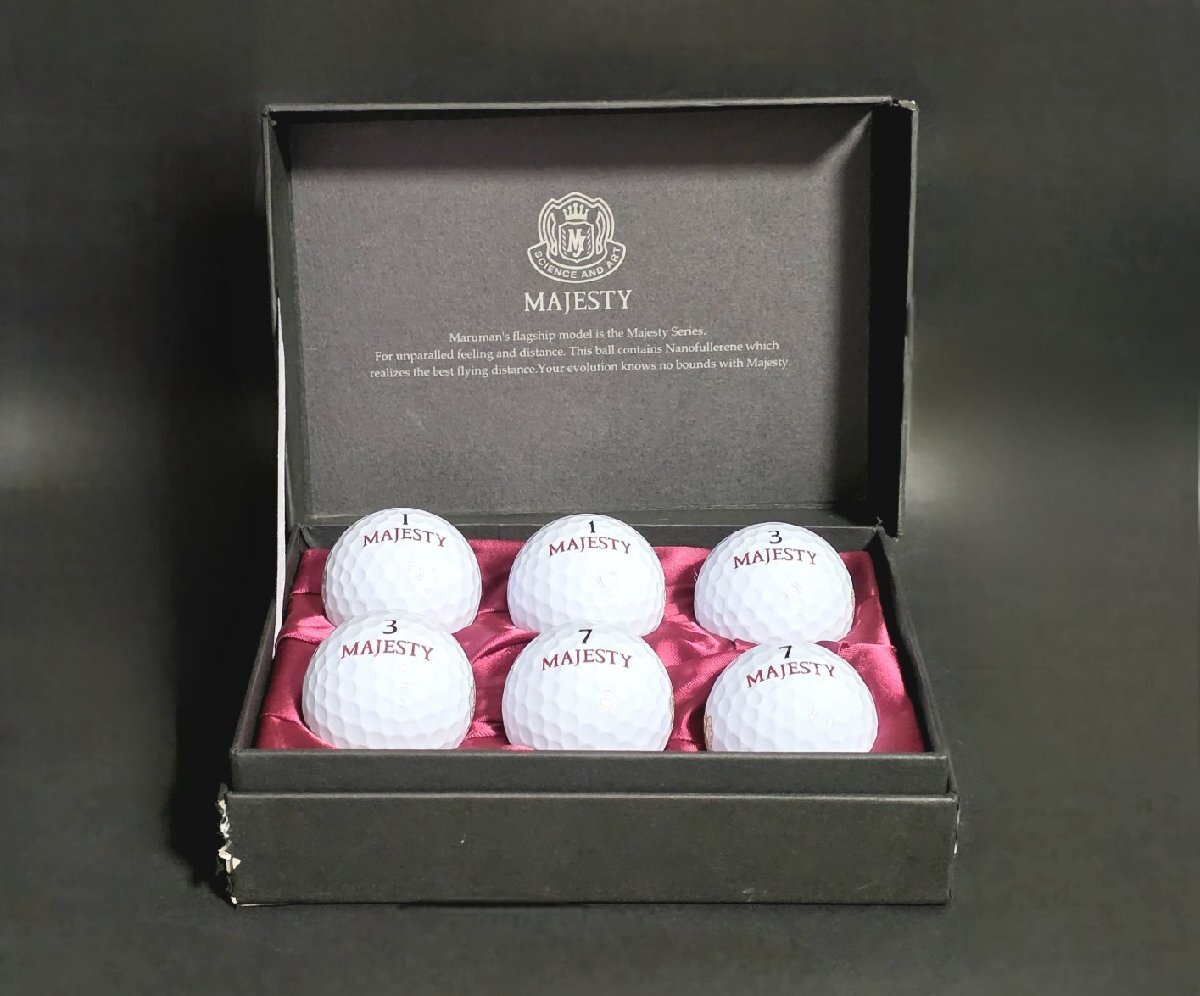 MJ
SCIENCE AND ART
MAJESTY
Maruman's flagship model is the Majesty Series.
For unparalled feeling and distance. This ball contains Nanofullerene which
realizes the best flying distance.Your evolution knows no bounds with Majesty.
1
MAJESTY
1
MAJESTY
3
MAJESTY
3
MAJESTY
7
MAJESTY
7
MAJESTY